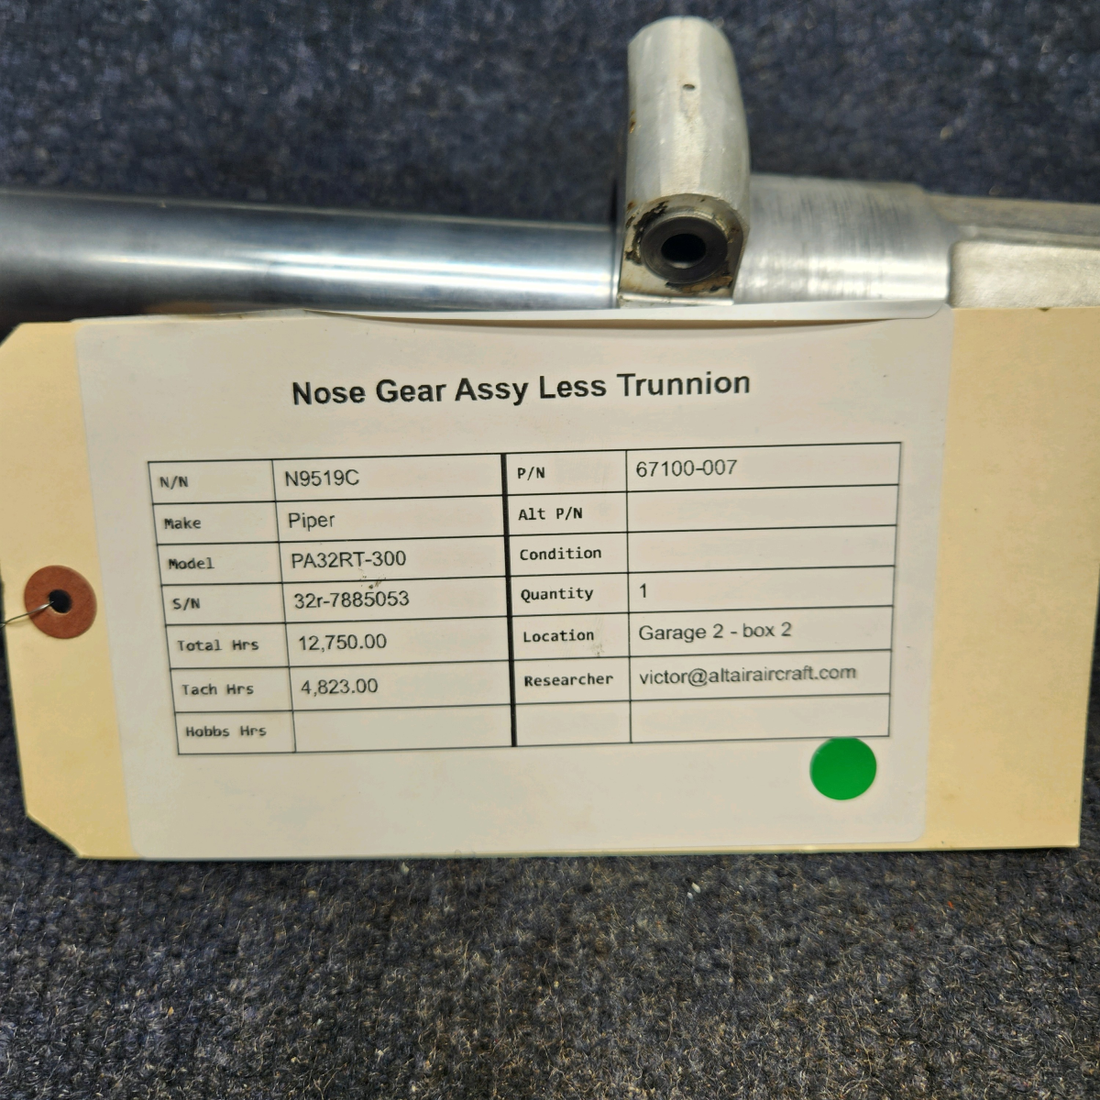 Nose Gear Assy Less Trunnion
N/N N9519C P/N 67100-007
Make Piper Alt P/N
Model PA32RT-300 Condition
S/N 32r-7885053 Quantity 1
Total Hrs 12,750.00 Location Garage 2 - box 2
Tach Hrs 4,823.00 Researcher victor@altairaircraft.com
Hobbs Hrs